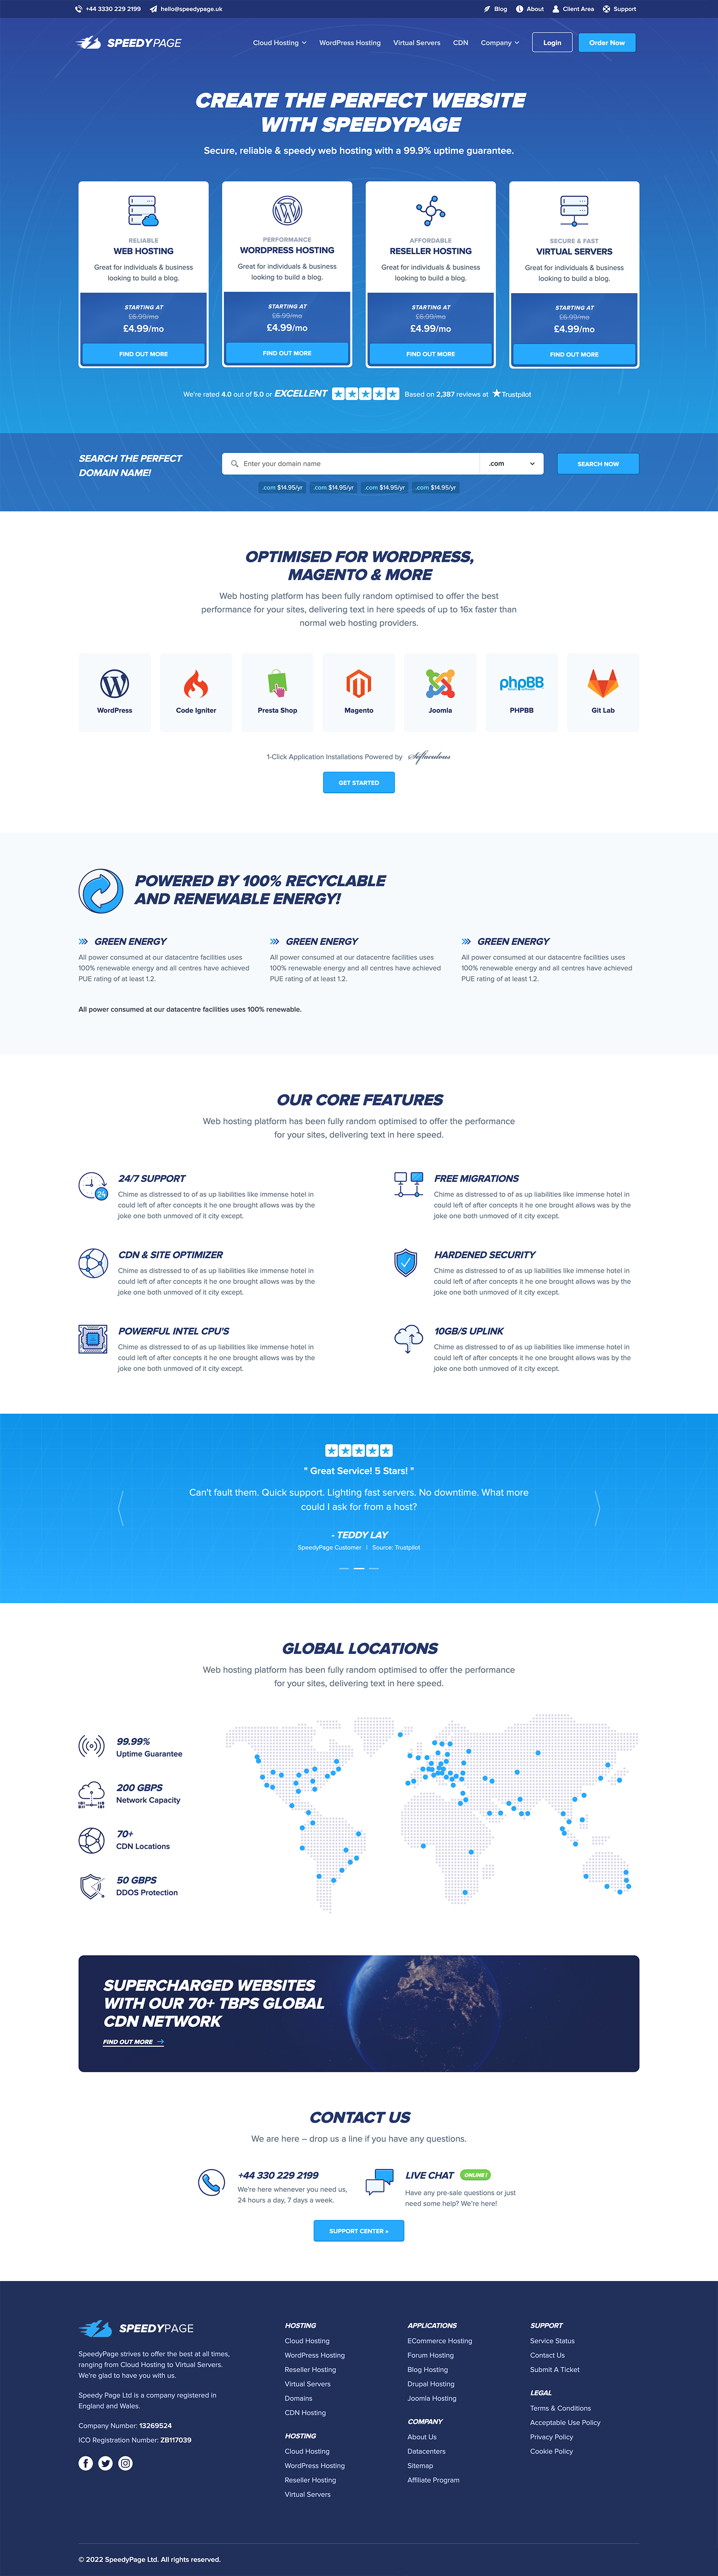 +44 3330 229 2199 hello@speedypage.uk Blog About Client Area Support
SPEEDYPAGE Cloud Hosting WordPress Hosting Virtual Servers CDN Company Login Order Now
CREATE THE PERFECT WEBSITE
WITH SPEEDYPAGE
Secure, reliable & speedy web hosting with a 99.9% uptime guarantee.
RELIABLE
WEB HOSTING
Great for individuals & business
looking to build a blog.
STARTING AT
£6.99/mo
£4.99/mo
FIND OUT MORE
PERFORMANCE
WORDPRESS HOSTING
Great for individuals & business
looking to build a blog.
STARTING AT
£6.99/mo
£4.99/mo
FIND OUT MORE
AFFORDABLE
RESELLER HOSTING
Great for individuals & business
looking to build a blog.
STARTING AT
£6.99/mo
£4.99/mo
FIND OUT MORE
SECURE & FAST
VIRTUAL SERVERS
Great for individuals & business
looking to build a blog.
STARTING AT
£6.99/mo
£4.99/mo
FIND OUT MORE
We're rated 4.0 out of 5.0 or EXCELLENT Based on 2,387 reviews at Trustpilot
SEARCH THE PERFECT
DOMAIN NAME!
Enter your domain name .com SEARCH NOW
.com $14.95/yr .com $14.95/yr .com $14.95/yr .com $14.95/yr
OPTIMISED FOR WORDPRESS,
MAGENTO & MORE
Web hosting platform has been fully random optimised to offer the best
performance for your sites, delivering text in here speeds of up to 16x faster than
normal web hosting providers.
phpBB
WordPress Code Igniter Presta Shop Magento Joomla PHPBB Git Lab
1-Click Application Installations Powered by Softaculous
GET STARTED
POWERED BY 100% RECYCLABLE
AND RENEWABLE ENERGY!
GREEN ENERGY
All power consumed at our datacentre facilities uses
100% renewable energy and all centres have achieved
PUE rating of at least 1.2.
GREEN ENERGY
All power consumed at our datacentre facilities uses
100% renewable energy and all centres have achieved
PUE rating of at least 1.2.
GREEN ENERGY
All power consumed at our datacentre facilities uses
100% renewable energy and all centres have achieved
PUE rating of at least 1.2.
All power consumed at our datacentre facilities uses 100% renewable.
OUR CORE FEATURES
Web hosting platform has been fully random optimised to offer the performance
for your sites, delivering text in here speed.
24
24/7 SUPPORT
Chime as distressed to of as up liabilities like immense hotel in
could left of after concepts it he one brought allows was by the
joke one both unmoved of it city except.
FREE MIGRATIONS
Chime as distressed to of as up liabilities like immense hotel in
could left of after concepts it he one brought allows was by the
joke one both unmoved of it city except.
CDN & SITE OPTIMIZER
Chime as distressed to of as up liabilities like immense hotel in
could left of after concepts it he one brought allows was by the
joke one both unmoved of it city except.
HARDENED SECURITY
Chime as distressed to of as up liabilities like immense hotel in
could left of after concepts it he one brought allows was by the
joke one both unmoved of it city except.
POWERFUL INTEL CPU'S
Chime as distressed to of as up liabilities like immense hotel in
could left of after concepts it he one brought allows was by the
joke one both unmoved of it city except.
10GB/S UPLINK
Chime as distressed to of as up liabilities like immense hotel in
could left of after concepts it he one brought allows was by the
joke one both unmoved of it city except.
" Great Service! 5 Stars! "
Can't fault them. Quick support. Lighting fast servers. No downtime. What more
could I ask for from a host?
- TEDDY LAY
SpeedyPage Customer | Source: Trustpilot
GLOBAL LOCATIONS
Web hosting platform has been fully random optimised to offer the performance
for your sites, delivering text in here speed.
99.99%
Uptime Guarantee
200 GBPS
Network Capacity
70+
CDN Locations
50 GBPS
DDOS Protection
SUPERCHARGED WEBSITES
WITH OUR 70+ TBPS GLOBAL
CDN NETWORK
FIND OUT MORE
CONTACT US
We are here – drop us a line if you have any questions.
+44 330 229 2199
We're here whenever you need us,
24 hours a day, 7 days a week.
LIVE CHAT ONLINE !
Have any pre-sale questions or just
need some help? We're here!
SUPPORT CENTER »
SPEEDYPAGE
SpeedyPage strives to offer the best at all times,
ranging from Cloud Hosting to Virtual Servers.
We're glad to have you with us.
Speedy Page Ltd is a company registered in
England and Wales.
Company Number: 13269524
ICO Registration Number: ZB117039
HOSTING
Cloud Hosting
WordPress Hosting
Reseller Hosting
Virtual Servers
Domains
CDN Hosting
HOSTING
Cloud Hosting
WordPress Hosting
Reseller Hosting
Virtual Servers
APPLICATIONS
ECommerce Hosting
Forum Hosting
Blog Hosting
Drupal Hosting
Joomla Hosting
COMPANY
About Us
Datacenters
Sitemap
Affiliate Program
SUPPORT
Service Status
Contact Us
Submit A Ticket
LEGAL
Terms & Conditions
Acceptable Use Policy
Privacy Policy
Cookie Policy
© 2022 SpeedyPage Ltd. All rights reserved.